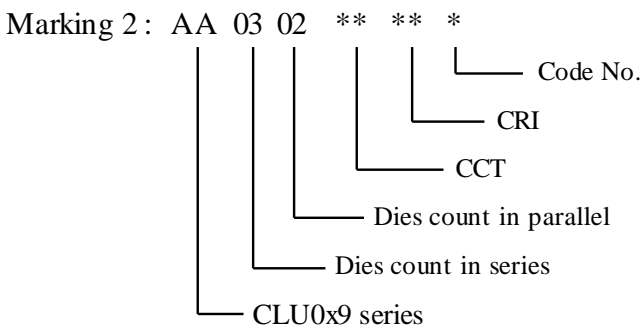 Marking 2 : AA 03 02 ** ** *
Code No.
CRI
CCT
Dies count in parallel
Dies count in series
CLU0x9 series